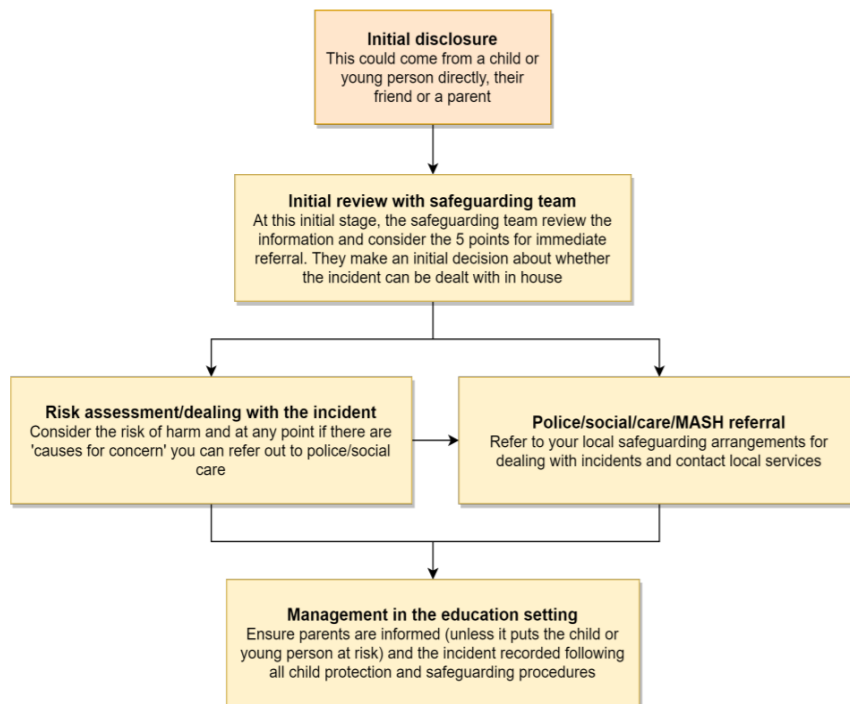 Initial disclosure
This could come from a child or
young person directly, their
friend or a parent
Initial review with safeguarding team
At this initial stage, the safeguarding team review the
information and consider the 5 points for immediate
referral. They make an initial decision about whether
the incident can be dealt with in house
Risk assessment/dealing with the incident
Consider the risk of harm and at any point if there are
'causes for concern' you can refer out to police/social
care
Police/social/care/MASH referral
Refer to your local safeguarding arrangements for
dealing with incidents and contact local services
Management in the education setting
Ensure parents are informed (unless it puts the child or
young person at risk) and the incident recorded following
all child protection and safeguarding procedures